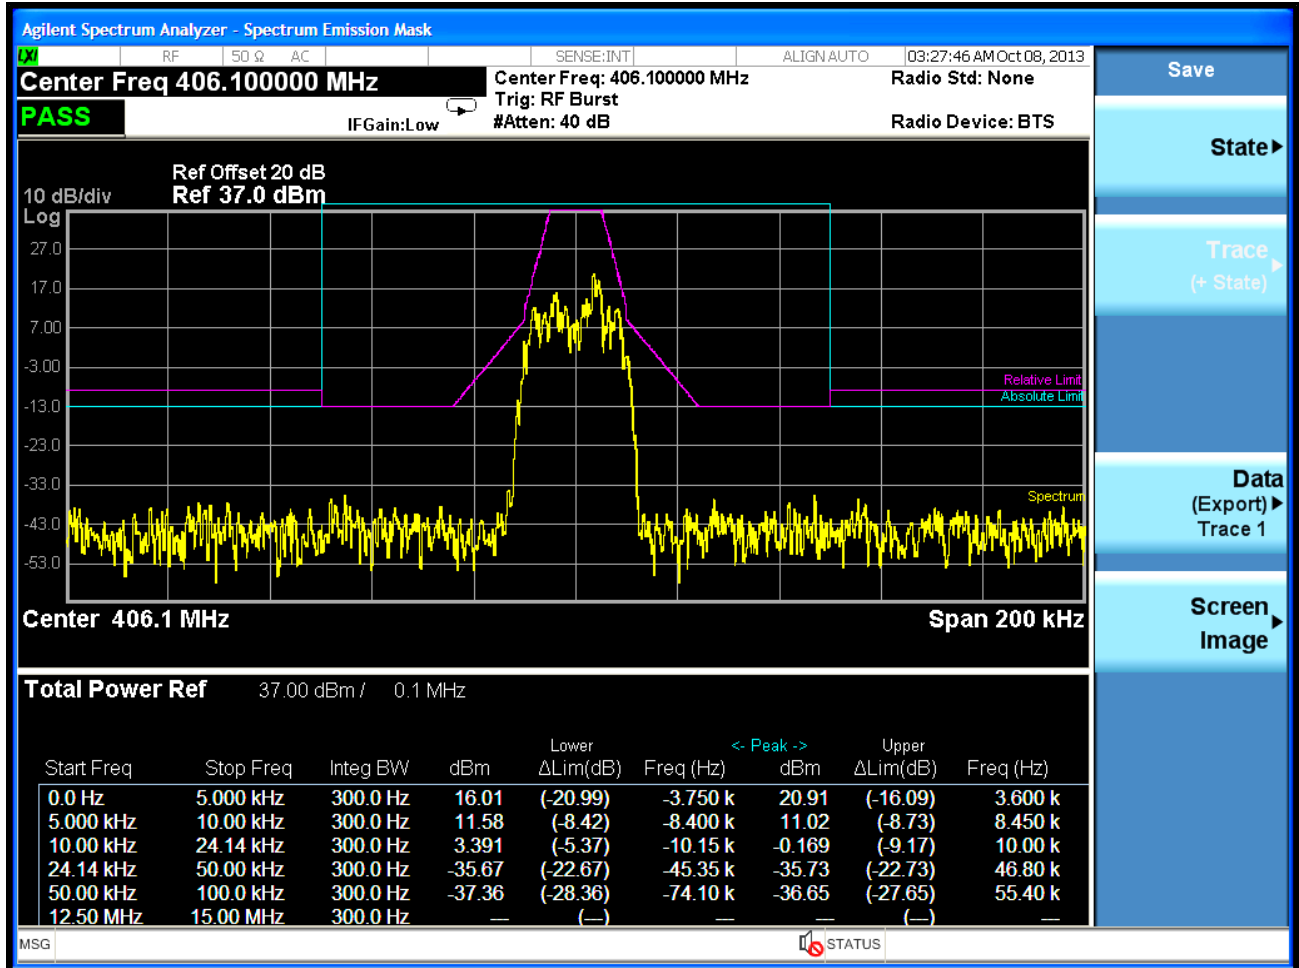 Agilent Spectrum Analyzer - Spectrum Emission Mask
LXI RF 50 Ω AC SENSE:INT ALIGN AUTO 03:27:46 AM Oct 08, 2013
Center Freq 406.100000 MHz
Center Freq: 406.100000 MHz
Radio Std: None
Trig: RF Burst
PASS
IFGain:Low
#Atten: 40 dB
Radio Device: BTS
Save
State
Trace
(+ State)
Data
(Export)
Trace 1
Screen
Image
Ref Offset 20 dB
10 dB/div Ref 37.0 dBm
Log
27.0
17.0
7.00
-3.00
Relative Limit
Absolute Limit
-13.0
-23.0
-33.0
Spectrum
-43.0
-53.0
Center 406.1 MHz Span 200 kHz
Total Power Ref 37.00 dBm / 0.1 MHz
Lower <- Peak -> Upper
Start Freq Stop Freq Integ BW dBm ΔLim(dB) Freq (Hz) dBm ΔLim(dB) Freq (Hz)
0.0 Hz 5.000 kHz 300.0 Hz 16.01 (-20.99) -3.750 k 20.91 (-16.09) 3.600 k
5.000 kHz 10.00 kHz 300.0 Hz 11.58 (-8.42) -8.400 k 11.02 (-8.73) 8.450 k
10.00 kHz 24.14 kHz 300.0 Hz 3.391 (-5.37) -10.15 k -0.169 (-9.17) 10.00 k
24.14 kHz 50.00 kHz 300.0 Hz -35.67 (-22.67) -45.35 k -35.73 (-22.73) 46.80 k
50.00 kHz 100.0 kHz 300.0 Hz -37.36 (-28.36) -74.10 k -36.65 (-27.65) 55.40 k
12.50 MHz 15.00 MHz 300.0 Hz --- (---) --- --- (---) ---
MSG STATUS